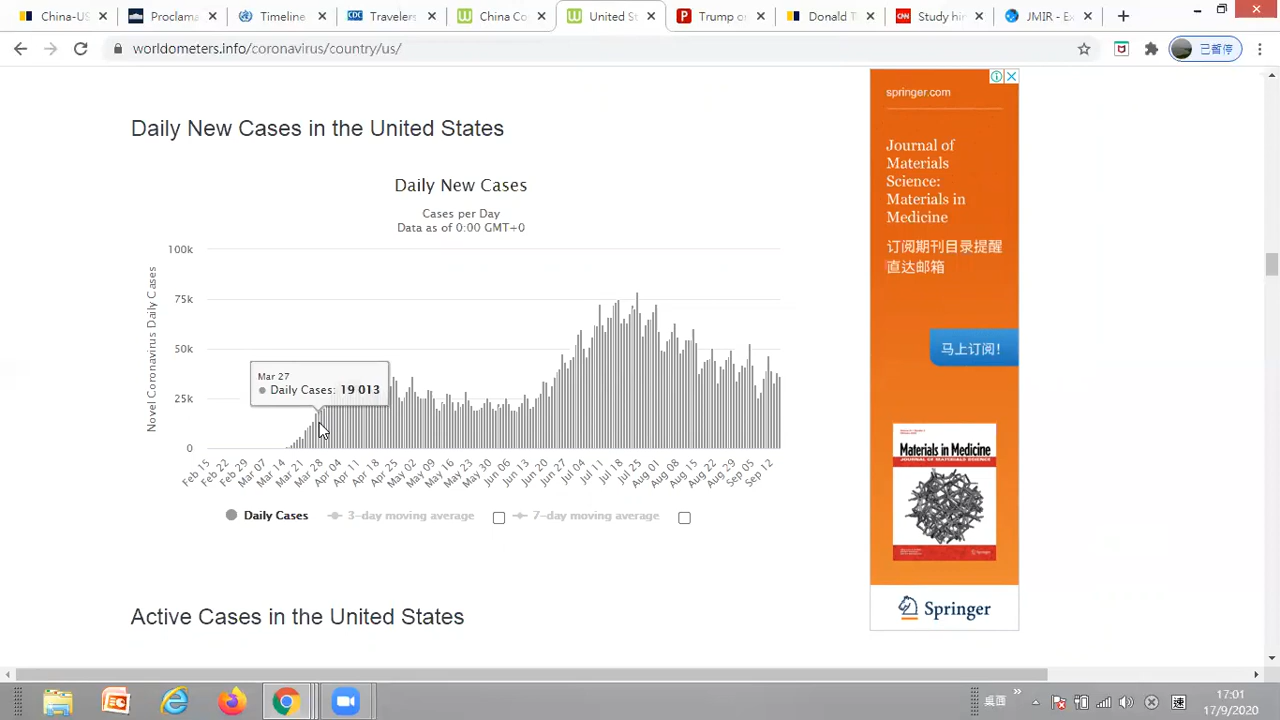 China-US
Proclam
Timeline
CDC
Travelers
China Co
United St
Trump o
Donald T
CNN
Study hi
JMIR - E
worldometers.info/coronavirus/country/us/
已暂停
Daily New Cases in the United States
Daily New Cases
Cases per Day
Data as of 0:00 GMT+0
Novel Coronavirus Daily Cases
100k
75k
50k
25k
0
Mar 27
Daily Cases: 19 013
Feb 15
Feb 22
Feb 29
Mar 07
Mar 14
Mar 21
Mar 28
Apr 04
Apr 11
Apr 18
Apr 25
May 02
May 09
May 16
May 23
May 30
Jun 06
Jun 13
Jun 20
Jun 27
Jul 04
Jul 11
Jul 18
Jul 25
Aug 01
Aug 08
Aug 15
Aug 22
Aug 29
Sep 05
Sep 12
Daily Cases
3-day moving average
7-day moving average
Active Cases in the United States
springer.com
Journal of
Materials
Science:
Materials in
Medicine
订阅期刊目录提醒
直达邮箱
马上订阅!
Materials in Medicine
Springer
桌面
速
17:01
17/9/2020